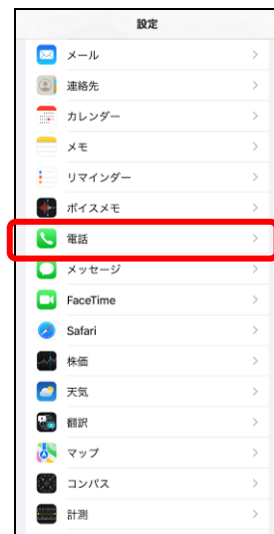 設定
メール
連絡先
カレンダー
メモ
リマインダー
ボイスメモ
電話
メッセージ
FaceTime
Safari
株価
天気
翻訳
マップ
コンパス
計測